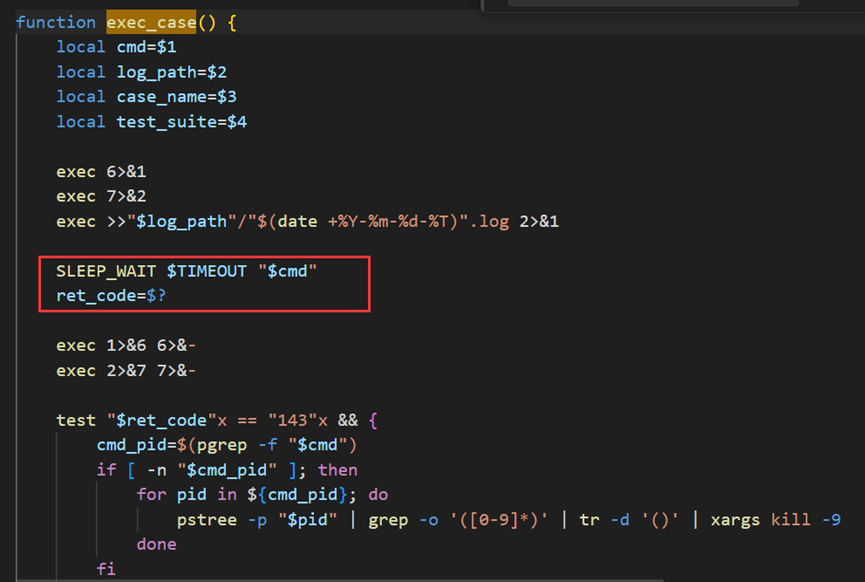 function exec_case() {
    local cmd=$1
    local log_path=$2
    local case_name=$3
    local test_suite=$4

    exec 6>&1
    exec 7>&2
    exec >>"$log_path"/"$(date +%Y-%m-%d-%T)".log 2>&1

    SLEEP_WAIT $TIMEOUT "$cmd"
    ret_code=$?

    exec 1>&6 6>&-
    exec 2>&7 7>&-

    test "$ret_code"x == "143"x && {
        cmd_pid=$(pgrep -f "$cmd")
        if [ -n "$cmd_pid" ]; then
            for pid in ${cmd_pid}; do
                pstree -p "$pid" | grep -o '([0-9]*)' | tr -d '()' | xargs kill -9
            done
        fi